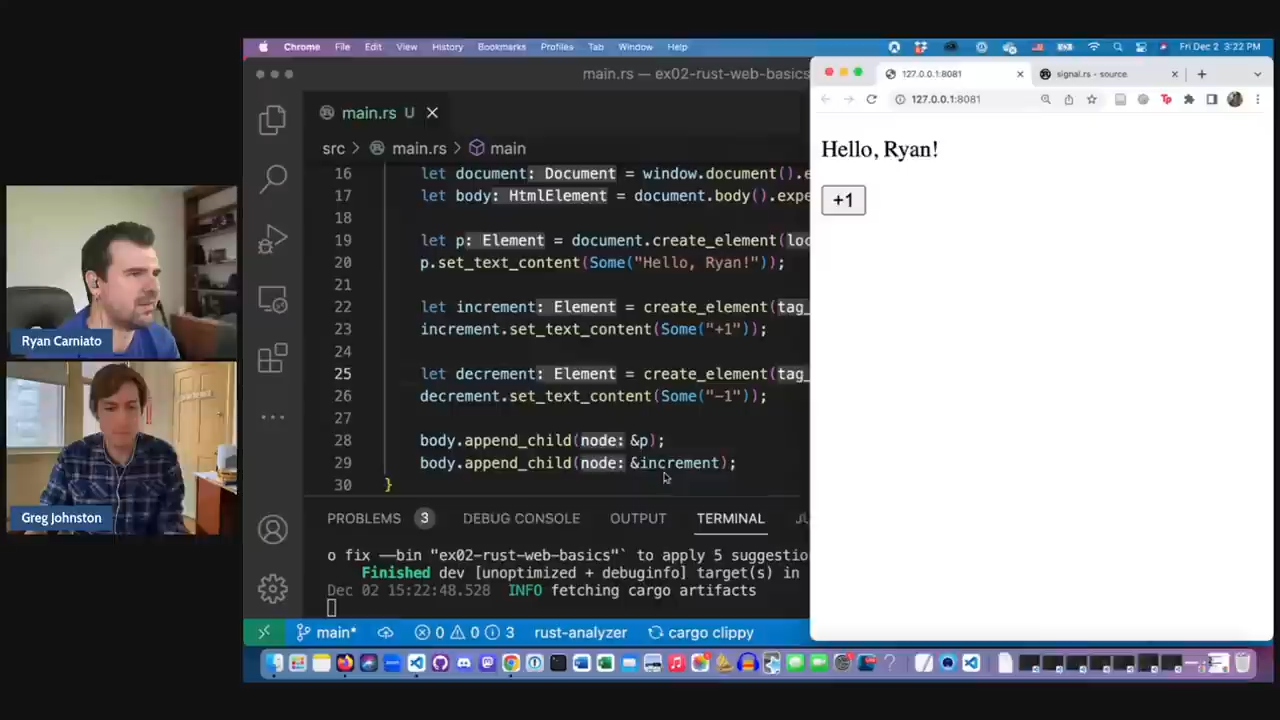 Chrome File Edit View History Bookmarks Profiles Tab Window Help Fri Dec 2 3:22 PM
main.rs — ex02-rust-web-basics
127.0.0.1:8081
signal.rs - source
main.rs U
127.0.0.1:8081
src > main.rs > main
Hello, Ryan!
+1
16 let document: Document = window.document().e
17 let body: HtmlElement = document.body().expe
18
19 let p: Element = document.create_element(loc
20 p.set_text_content(Some("Hello, Ryan!"));
21
22 let increment: Element = create_element(tag_
23 increment.set_text_content(Some("+1"));
24
25 let decrement: Element = create_element(tag_
26 decrement.set_text_content(Some("-1"));
27
28 body.append_child(node: &p);
29 body.append_child(node: &increment);
30 }
Ryan Carniato
Greg Johnston
PROBLEMS 3 DEBUG CONSOLE OUTPUT TERMINAL JU
o fix --bin "ex02-rust-web-basics"` to apply 5 suggestio
Finished dev [unoptimized + debuginfo] target(s) in
Dec 02 15:22:48.528 INFO fetching cargo artifacts
main* 0 0 3 rust-analyzer cargo clippy